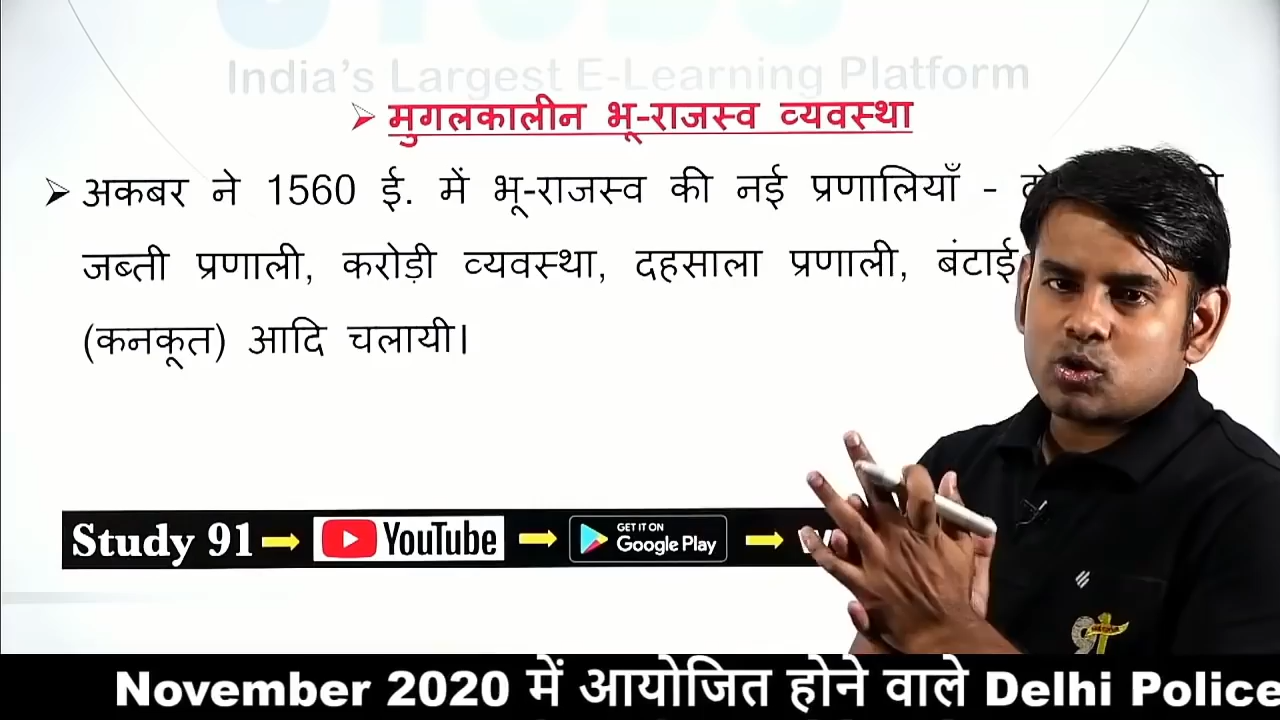 India's Largest E-Learning Platform
➢ मुगलकालीन भू-राजस्व व्यवस्था
➢ अकबर ने 1560 ई. में भू-राजस्व की नई प्रणालियाँ -
जब्ती प्रणाली, करोड़ी व्यवस्था, दहसाला प्रणाली, बंटाई
(कनकूत) आदि चलायी।
Study 91 YouTube GET IT ON Google Play
November 2020 में आयोजित होने वाले Delhi Police